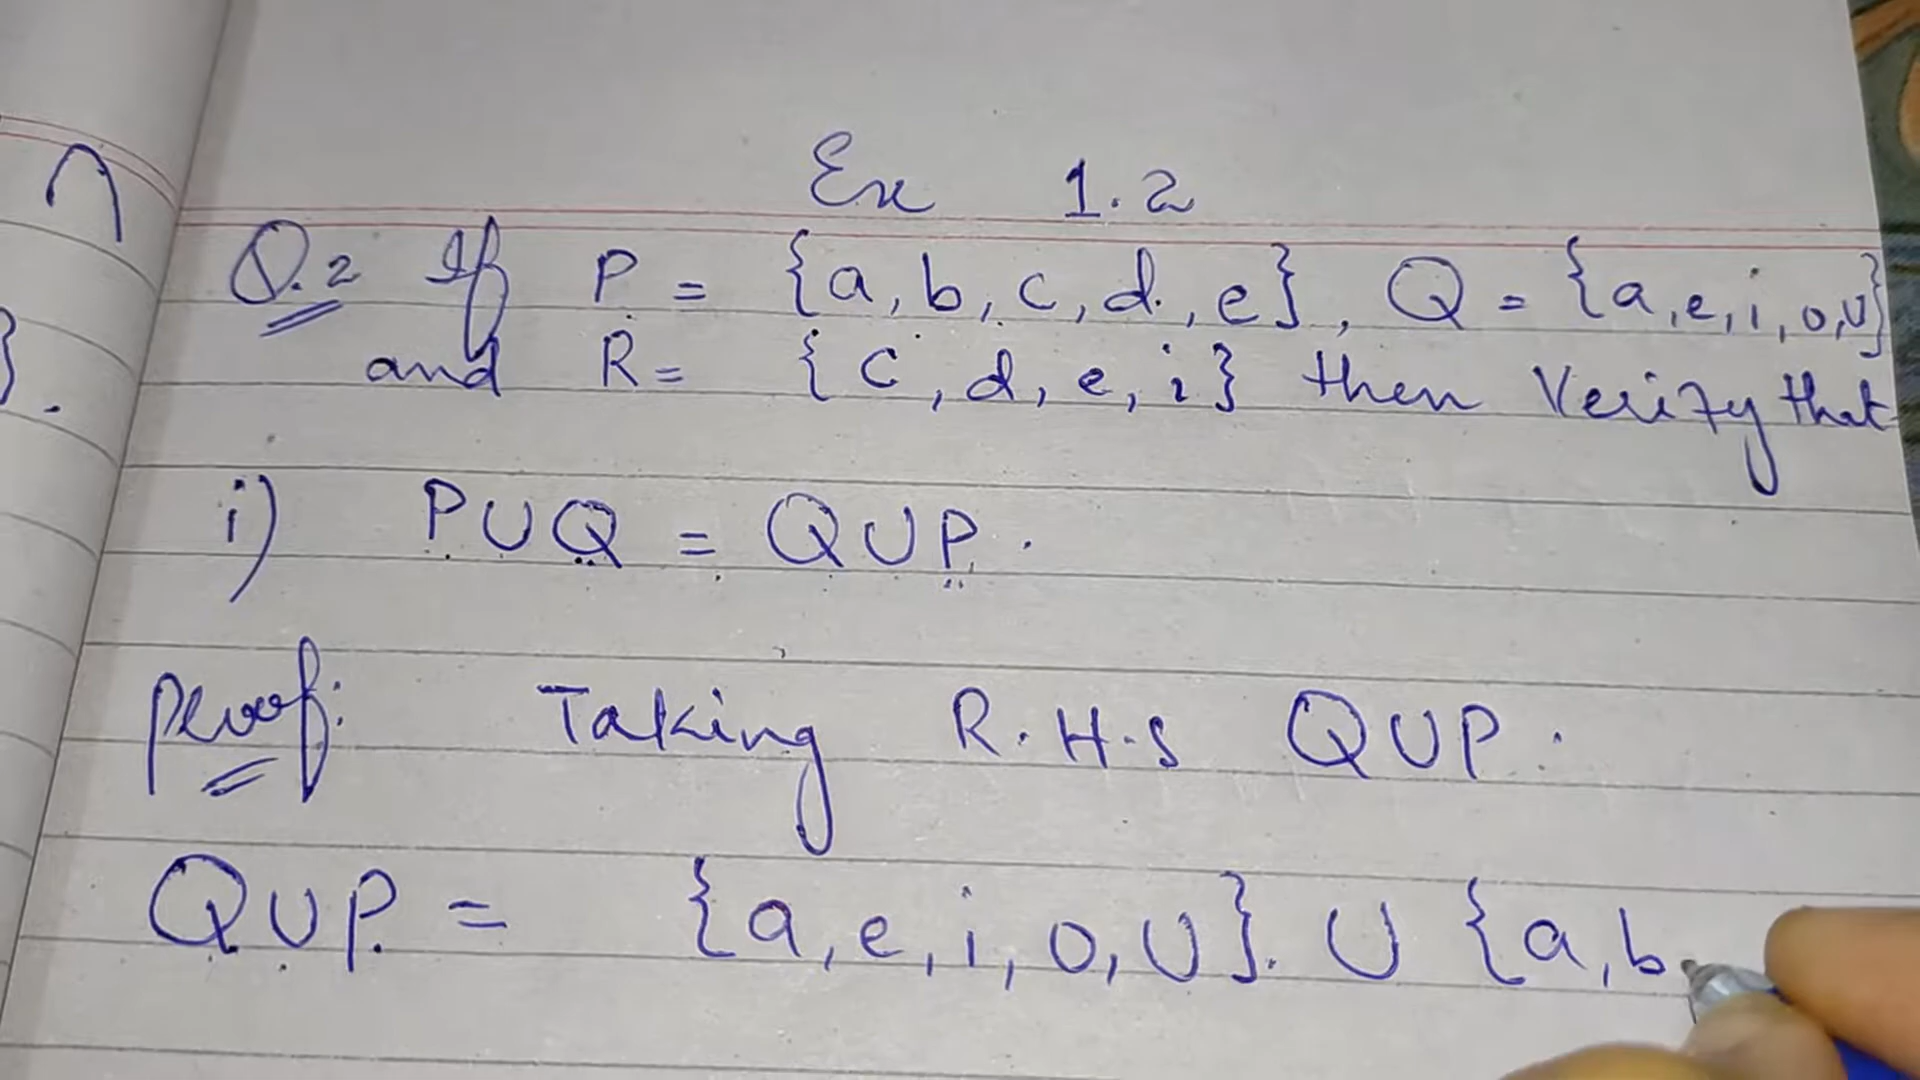 Ex 1.2
Q.2 If P = {a, b, c, d, e}, Q = {a, e, i, o, U}
and R = {C, d, e, i} then Verify that
i) P U Q = Q U P.
Proof: Taking R.H.S Q U P.
Q U P = {a, e, i, o, U}. U {a, b
∩
}.